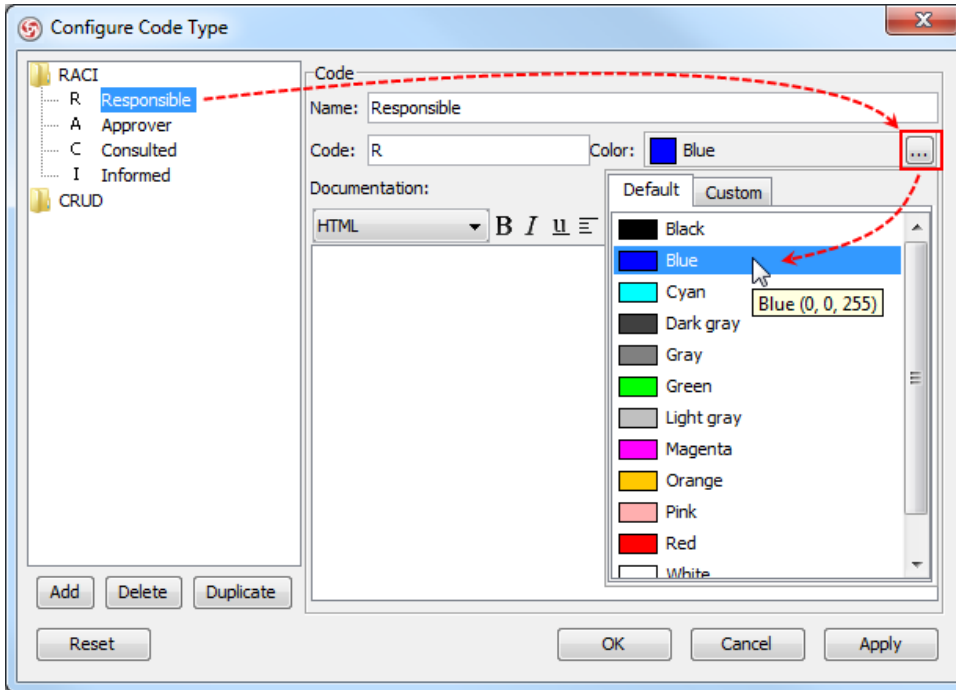 Configure Code Type
RACI
R Responsible
A Approver
C Consulted
I Informed
CRUD
Add Delete Duplicate
Code
Name: Responsible
Code: R Color: Blue ...
Documentation:
HTML B I u
Default Custom
Black
Blue
Blue (0, 0, 255)
Cyan
Dark gray
Gray
Green
Light gray
Magenta
Orange
Pink
Red
White
Reset OK Cancel Apply